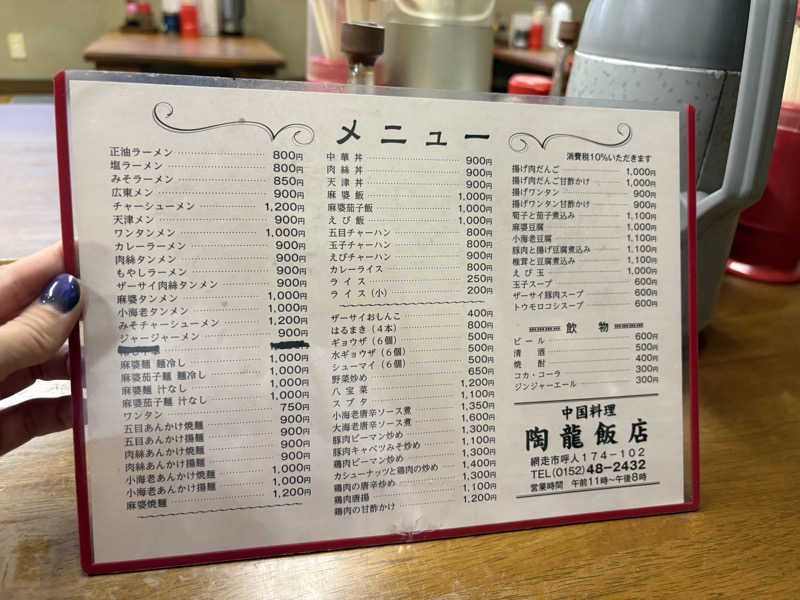 メニュー
正油ラーメン 800円
塩ラーメン 800円
みそラーメン 850円
広東メン 900円
チャーシューメン 1,200円
天津メン 900円
ワンタンメン 1,000円
カレーラーメン 900円
肉絲タンメン 900円
もやしラーメン 900円
ザーサイ肉絲タンメン 900円
麻婆タンメン 1,000円
小海老タンメン 1,000円
みそチャーシューメン 1,200円
ジャージャーメン 900円
麻婆麺 麺冷し 1,000円
麻婆茄子麺 麺冷し 1,000円
麻婆麺 汁なし 1,000円
麻婆茄子麺 汁なし 1,000円
ワンタン 750円
五目あんかけ焼麺 900円
五目あんかけ揚麺 900円
肉絲あんかけ焼麺 900円
肉絲あんかけ揚麺 900円
小海老あんかけ焼麺 1,000円
小海老あんかけ揚麺 1,000円
麻婆焼麺 1,200円
中華丼 900円
肉絲丼 900円
天津丼 900円
麻婆飯 1,000円
麻婆茄子飯 1,000円
えび飯 1,000円
五目チャーハン 800円
玉子チャーハン 800円
えびチャーハン 900円
カレーライス 800円
ライス 250円
ライス(小) 200円
ザーサイおしんこ 400円
はるまき(4本) 800円
ギョウザ(6個) 500円
水ギョウザ(6個) 500円
シューマイ(6個) 500円
野菜炒め 650円
八宝菜 1,200円
スブタ 1,100円
小海老唐辛ソース煮 1,350円
大海老唐辛ソース煮 1,600円
豚肉ピーマン炒め 1,100円
豚肉キャベツみそ炒め 1,300円
鶏肉ピーマン炒め 1,100円
カシューナッツと鶏肉の炒め 1,400円
鶏肉の唐辛炒め 1,300円
鶏肉唐揚 1,100円
鶏肉の甘酢かけ 1,200円
消費税10%いただきます
揚げ肉だんご 1,000円
揚げ肉だんご甘酢かけ 1,000円
揚げワンタン 900円
揚げワンタン甘酢かけ 1,000円
筍子と茄子煮込み 1,100円
麻婆豆腐 1,000円
小海老豆腐 1,100円
豚肉と揚げ豆腐煮込み 1,100円
椎茸と豆腐煮込み 1,100円
えび玉 1,000円
玉子スープ 600円
ザーサイ豚肉スープ 600円
トウモロコシスープ 600円
飲物
ビール 600円
清酒 500円
焼酎 400円
コカ・コーラ 300円
ジンジャーエール 300円
中国料理
陶龍飯店
網走市呼人174-102
TEL(0152)48-2432
営業時間 午前11時~午後8時